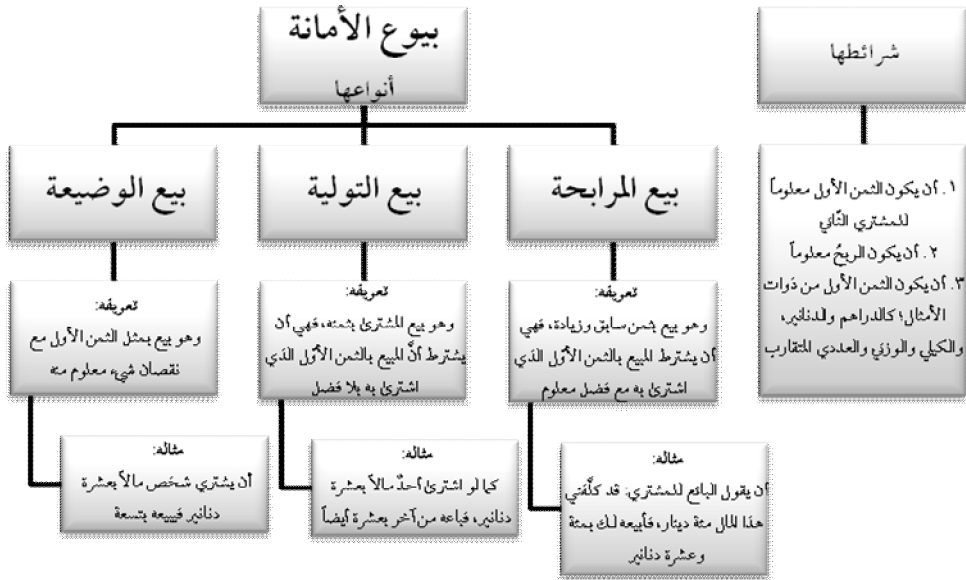 بيوع الأمانة
أنواعها
شرائطها
١. أن يكون الثمن الأول معلوماً
للمشتري الثّاني
٢. أن يكون الربحُ معلوماً
٣. أن يكون الثمن الأول من ذوات
الأمثال؛ كالدراهم والدنانير،
والكيلي والوزني والعددي المتقارب
بيع المرابحة
تعريفه:
وهو بيع بثمن سابق وزيادة، فهي
أن يشترط المبيع بالثمن الأوّل الذي
اشترى به مع فضل معلوم
مثاله:
أن يقول البائع للمشتري: قد كلَّفتني
هذا المال مئة دينار، فأبيعه لك بمئة
وعشرة دنانير
بيع التولية
تعريفه:
وهو بيع المشترى بثمنه، فهي أن
يشترط أنَّ المبيع بالثمن الأوّل الذي
اشترى به بلا فضل
مثاله:
كما لو اشترى أحدٌ مالاً بعشرة
دنانير، فباعه من آخر بعشرة أيضاً
بيع الوضيعة
تعريفه:
وهو بيع بمثل الثمن الأول مع
نقصان شيء معلوم منه
مثاله:
أن يشتري شخص مالاً بعشرة
دنانير فيبيعه بتسعة